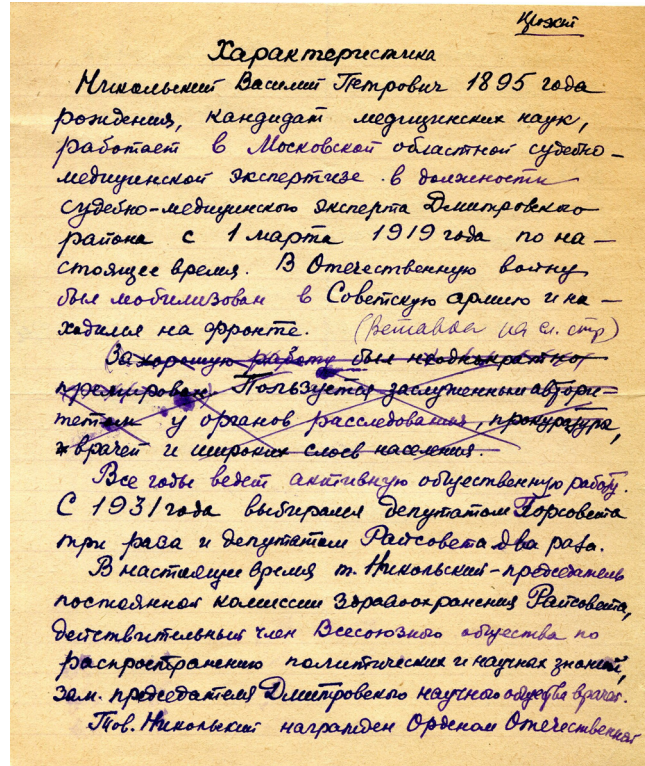 Характеристика
Никольский Василий Петрович 1895 года
рождения, кандидат медицинских наук,
работает в Московской областной судебно-
медицинской экспертизе в должности
судебно-медицинского эксперта Дмитровского
района с 1 марта 1919 года по на-
стоящее время. В Отечественную войну
был мобилизован в Советскую армию и на-
ходился на фронте. (Вставка на сл. стр)
(За хорошую работу был неоднократно
премирован. Пользуется заслуженным автори-
тетом у органов расследования, прокуратура,
врачей и широких слоев населения.
Все годы ведет активную общественную работу.
С 1931 года выбирался депутатом Горсовета
три раза и депутатом Райсовета два раза.
В настоящее время т. Никольский - председатель
постоянной комиссии Здравоохранения Райсовета,
действительный член Всесоюзного общества по
распространению политических и научных знаний,
зам. председателя Дмитровского научного общества врачей.
Тов. Никольский награжден Орденом Отечественной